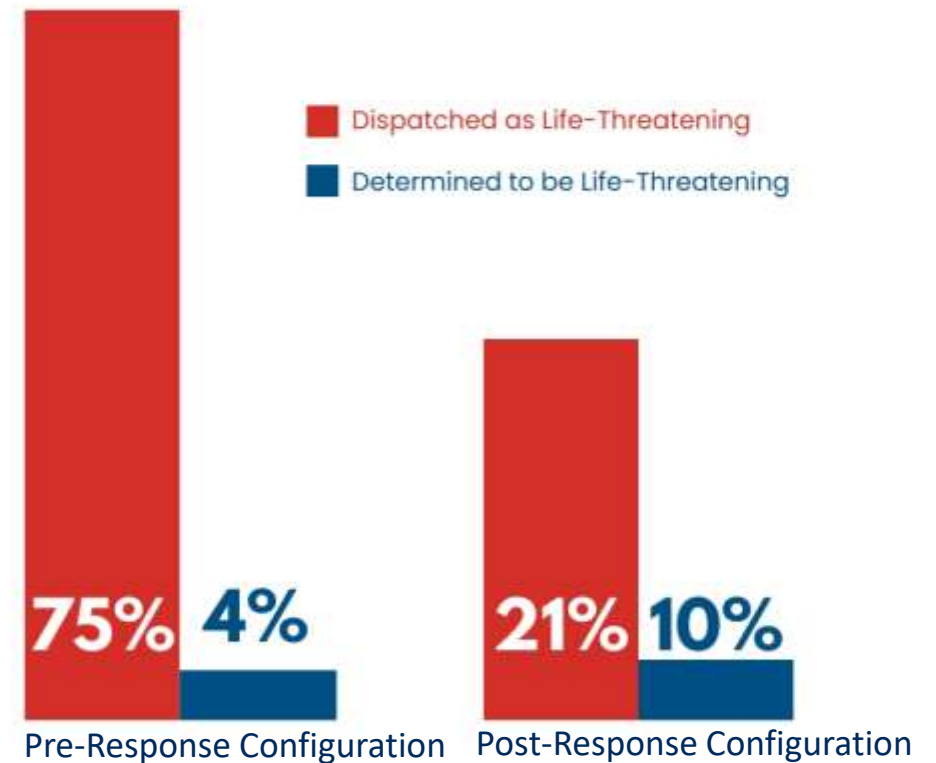 Dispatched as Life-Threatening
Determined to be Life-Threatening
75%
4%
21%
10%
Pre-Response Configuration
Post-Response Configuration